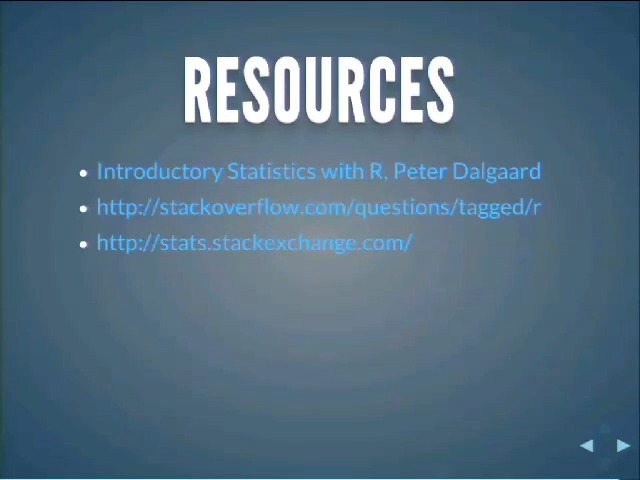 RESOURCES
Introductory Statistics with R. Peter Dalgaard
http://stackoverflow.com/questions/tagged/r
http://stats.stackexchange.com/